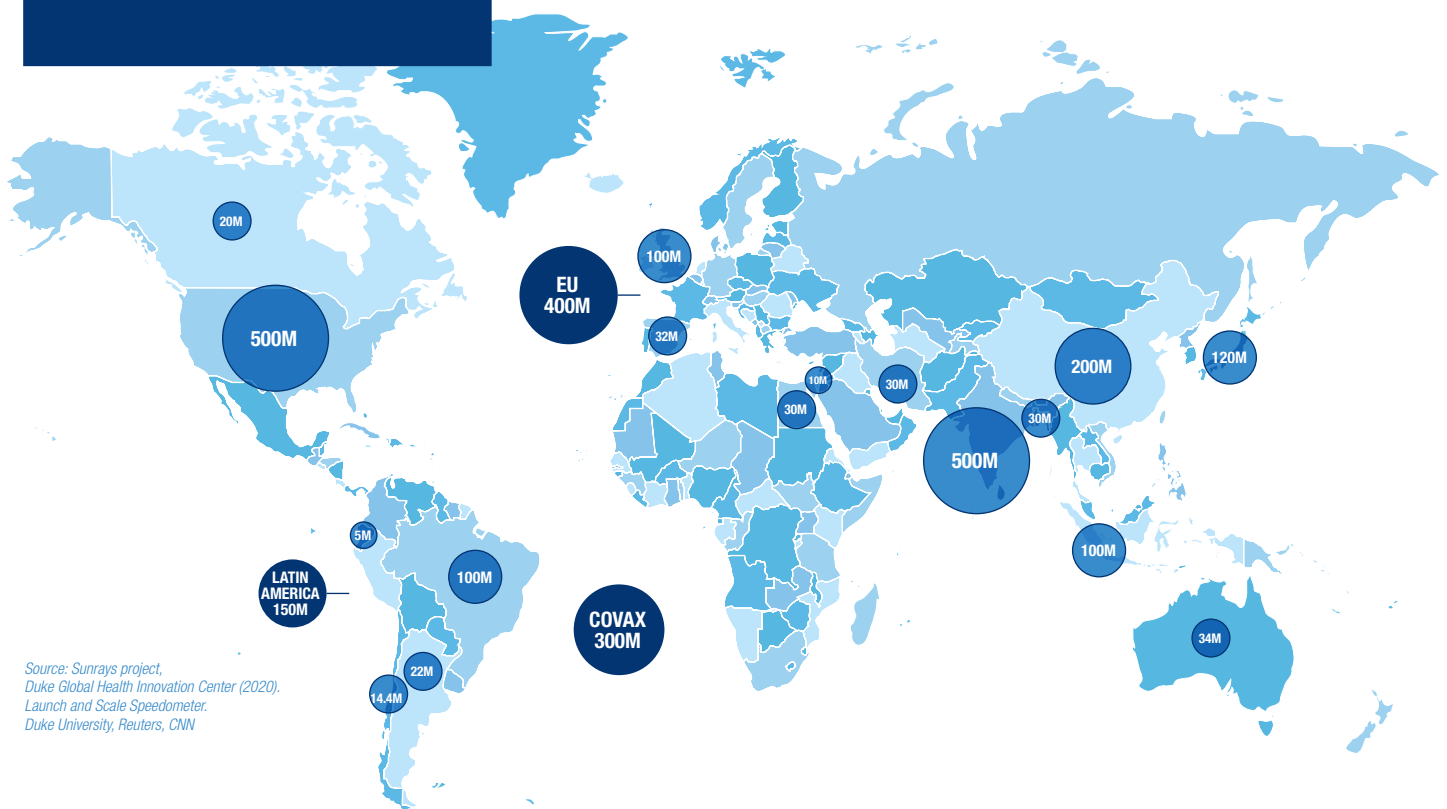 20M
500M
EU
400M
100M
32M
10M
30M
30M
500M
30M
200M
120M
100M
34M
5M
100M
LATIN
AMERICA
150M
COVAX
300M
22M
14.4M
Source: Sunrays project,
Duke Global Health Innovation Center (2020).
Launch and Scale Speedometer.
Duke University, Reuters, CNN